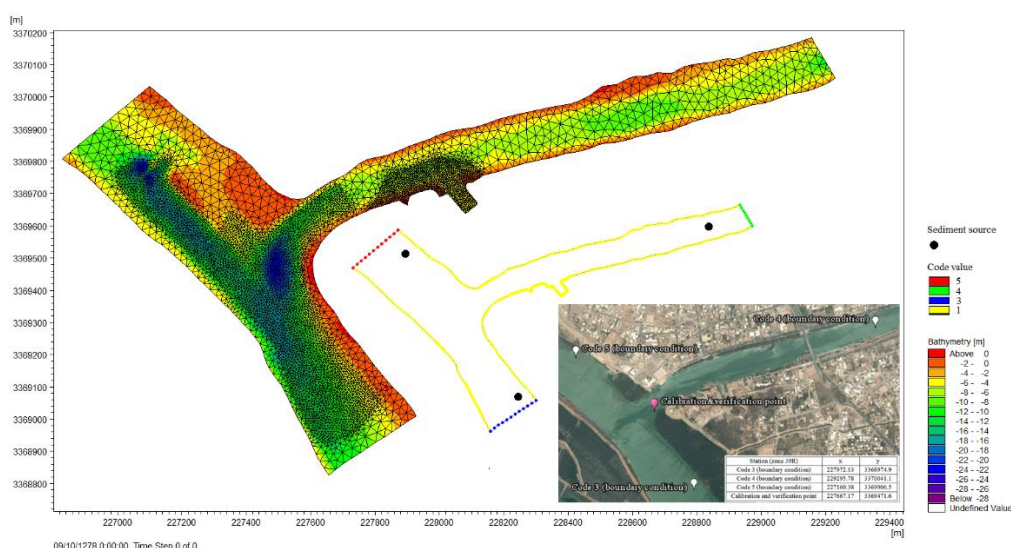 [m]
3370200
3370100
3370000
3369900
3369800
3369700
3369600
3369500
3369400
3369300
3369200
3369100
3369000
3368900
3368800
227000 227200 227400 227600 227800 228000 228200 228400 228600 228800 229000 229200 229400
[m]
09/10/1278 0:00:00 Time Step 0 of 0
Sediment source
Code value
5
4
3
1
Bathymetry [m]
Above 0
-2 - 0
-4 - -2
-6 - -4
-8 - -6
-10 - -8
-12 - -10
-14 - -12
-16 - -14
-18 - -16
-20 - -18
-22 - -20
-24 - -22
-26 - -24
-28 - -26
Below -28
Undefined Value
Code 4 (boundary condition)
Code 5 (boundary condition)
Calibration&verification point
Code 3 (boundary condition)
Station (zone 39R) x y
Code 3 (boundary condition) 227972.13 3368974.9
Code 4 (boundary condition) 229295.78 3370041.1
Code 5 (boundary condition) 227160.38 3369906.5
Calibration and verification point 227667.17 3369471.6